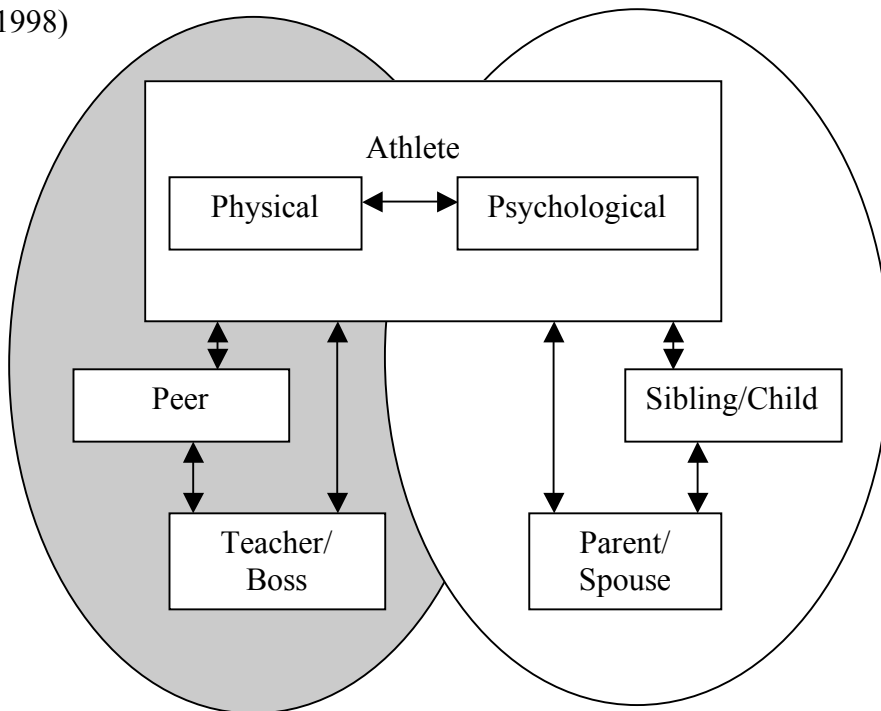 1998)
Athlete
Physical
Psychological
Peer
Sibling/Child
Teacher/
Boss
Parent/
Spouse